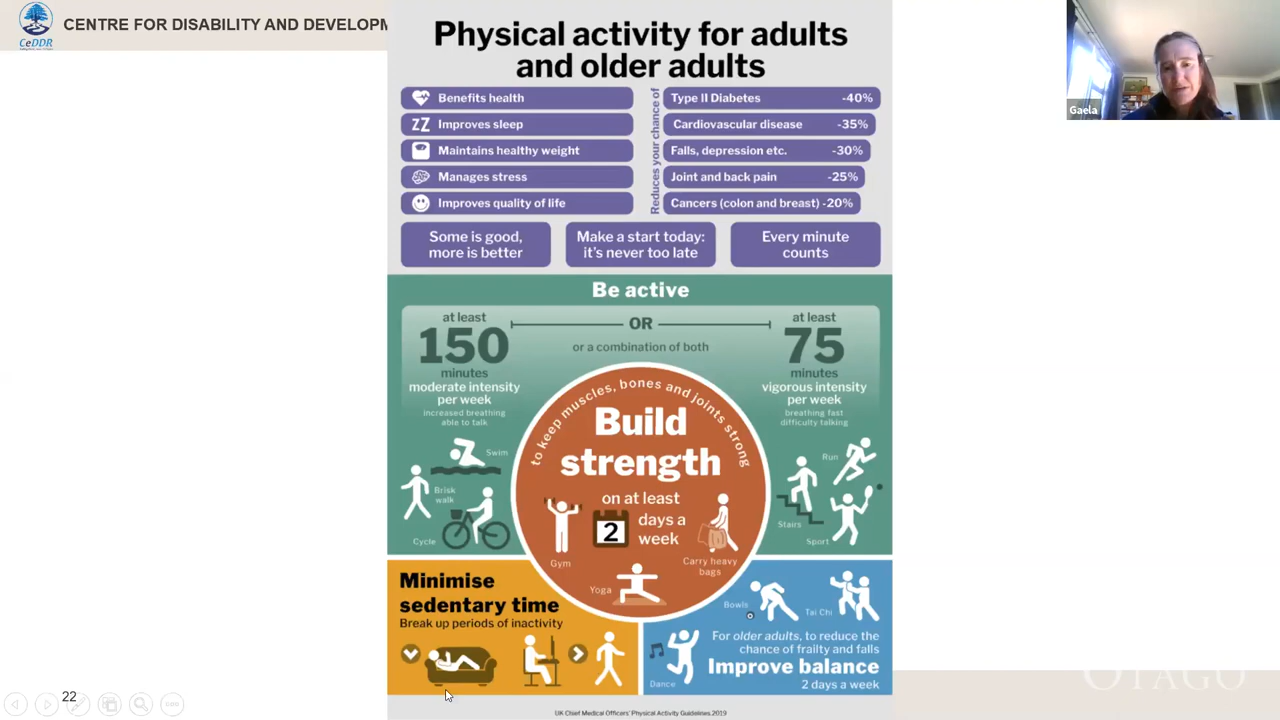 CeDDR
CENTRE FOR DISABILITY AND DEVELOPM
Gaela
Physical activity for adults
and older adults
Benefits health
ZZ Improves sleep
Maintains healthy weight
Manages stress
Improves quality of life
Reduces your chance of
Type II Diabetes -40%
Cardiovascular disease -35%
Falls, depression etc. -30%
Joint and back pain -25%
Cancers (colon and breast) -20%
Some is good,
more is better
Make a start today:
it's never too late
Every minute
counts
Be active
at least
150
minutes
moderate intensity
per week
increased breathing
able to talk
OR
or a combination of both
at least
75
minutes
vigorous intensity
per week
breathing fast
difficulty talking
Swim
Brisk
walk
Cycle
to keep muscles, bones and joints strong
Build
strength
on at least
2 days a
week
Gym
Yoga
Carry heavy
bags
Run
Stairs
Sport
Minimise
sedentary time
Break up periods of inactivity
Bowls
Tai Chi
Dance
For older adults, to reduce the
chance of frailty and falls
Improve balance
2 days a week
UK Chief Medical Officers' Physical Activity Guidelines 2019
OTAGO
22